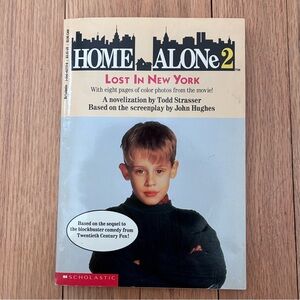 HOME ALONe 2
LOST IN NEW YORK
With eight pages of color photos from the movie!
A novelization by Todd Strasser
Based on the screenplay by John Hughes
Based on the sequel to
the blockbuster comedy from
Twentieth Century Fox!
SCHOLASTIC